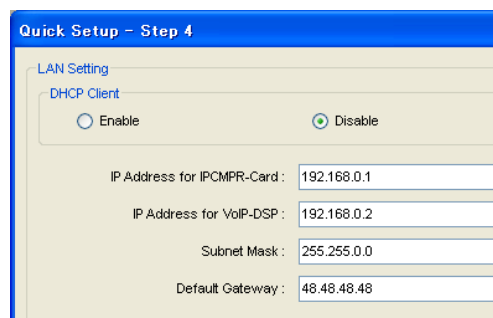 Quick Setup - Step 4
LAN Setting
DHCP Client
Enable Disable
IP Address for IPCMPR-Card : 192.168.0.1
IP Address for VoIP-DSP : 192.168.0.2
Subnet Mask : 255.255.0.0
Default Gateway : 48.48.48.48